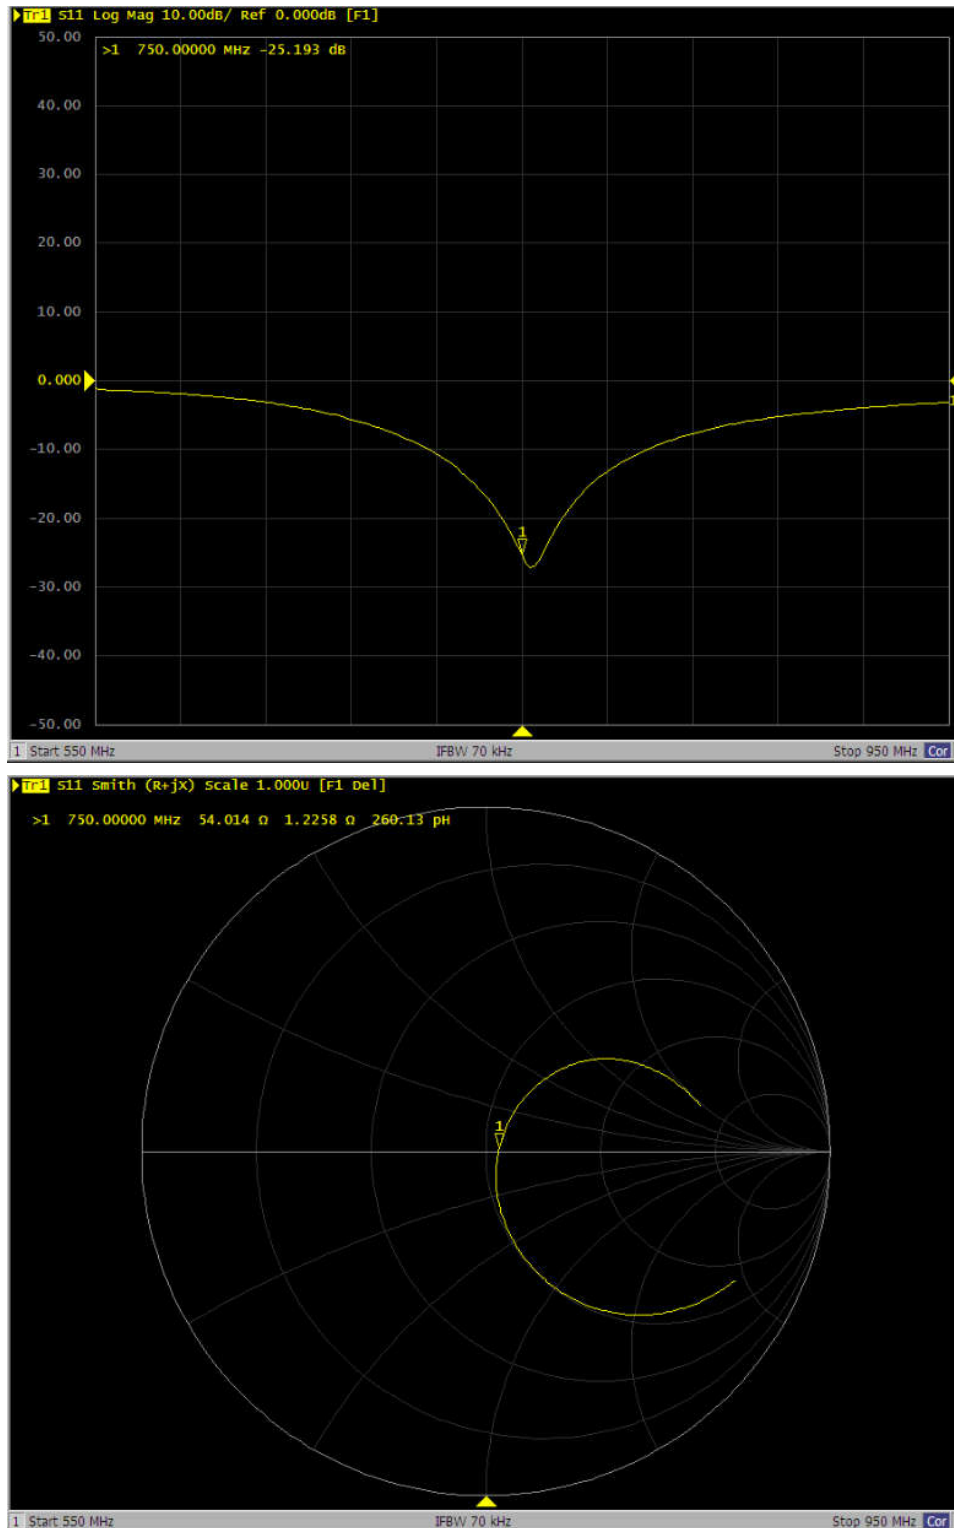 Tr1 S11 Log Mag 10.00dB/ Ref 0.000dB [F1]
50.00
>1 750.00000 MHz -25.193 dB
40.00
30.00
20.00
10.00
0.000
1
-10.00
-20.00
1
-30.00
-40.00
-50.00
1 Start 550 MHz IFBW 70 kHz Stop 950 MHz Cor
Tr1 S11 Smith (R+jX) Scale 1.000U [F1 Del]
>1 750.00000 MHz 54.014 Ω 1.2258 Ω 260.13 pH
1
1 Start 550 MHz IFBW 70 kHz Stop 950 MHz Cor